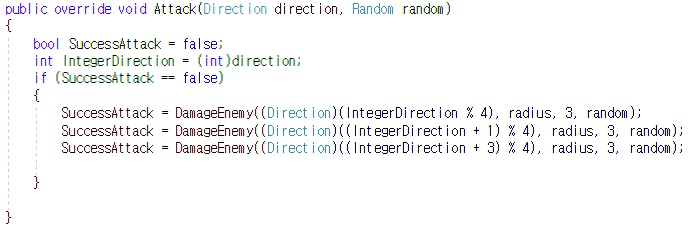 public override void Attack(Direction direction, Random random)
{
bool SuccessAttack = false;
int IntegerDirection = (int)direction;
if (SuccessAttack == false)
{
SuccessAttack = DamageEnemy((Direction)(IntegerDirection % 4), radius, 3, random);
SuccessAttack = DamageEnemy((Direction)((IntegerDirection + 1) % 4), radius, 3, random);
SuccessAttack = DamageEnemy((Direction)((IntegerDirection + 3) % 4), radius, 3, random);
}
}